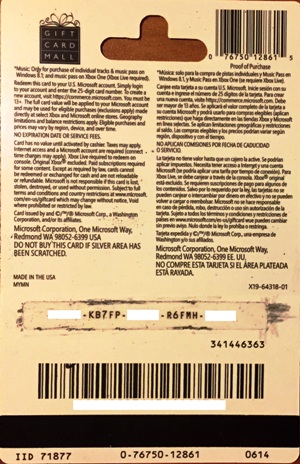 GIFT
CARD
MALL
0 76750 12861 5
Proof of Purchase
*Music: Only for purchase of individual tracks & music pass on
Windows 8.1; and music pass on Xbox One (Xbox Live required).
Redeem this card to your U.S. Microsoft account. Simply login
to your account and enter the 25-digit card number. To create a
new account, visit https://commerce.microsoft.com. You must be
13+. The full card value will be applied to your Microsoft account
and may be used for eligible purchases (exclusions apply) made
directly at select Microsoft and Microsoft online stores. Geography
limitations and balance restrictions apply. Eligible purchases and
prices may vary by region, device, and over time.
NO EXPIRATION DATE OR SERVICE FEES.
Card has no value until activated by cashier. Taxes may apply.
Internet access and a Microsoft account are required (connect
time charges may apply). Xbox Live required to redeem on
console. Original Xbox® excluded. Paid subscriptions required
for some content. Except as required by law, cards cannot
be redeemed or exchanged for cash and are not reloadable
or refundable. Microsoft is not responsible if this card is lost,
stolen, destroyed, or used without permission. Subject to full
terms and conditions and country restrictions at www.microsoft.
com/en-us/giftcard which may change without notice. Void
where prohibited or restricted by law.
Card issued by and ©/™/® Microsoft Corp., a Washington
Corporation, and/or its affiliates.
Microsoft Corporation, One Microsoft Way,
Redmond WA 98052-6399 USA
DO NOT BUY THIS CARD IF SILVER AREA HAS
BEEN SCRATCHED.
MADE IN THE USA
MYMN
*Música: solo para la compra de pistas individuales y Music Pass en
Windows 8.1, y Music Pass en Xbox One (se requiere Xbox Live).
Canjee esta tarjeta a su cuenta de Microsoft U.S. Inicie sesión con su
cuenta e ingrese el número de 25 dígitos de la tarjeta. Para crear
una nueva cuenta, visite https://commerce.microsoft.com. Debe
ser mayor de 13 años. Se aplicará el valor completo de la tarjeta a
su cuenta Microsoft y podrá usarlo para compras elegibles (aplican
restricciones) que haga directamente en las tiendas Xbox y Microsoft
en línea selectas. Se aplican limitaciones geográficas y restricciones
al saldo. Las compras elegibles y los precios podrían variar según
región, dispositivo y con el tiempo.
NO APLICAN COMISIONES POR FECHA DE CADUCIDAD
O SERVICIO.
La tarjeta no tiene valor hasta que un cajero la active. Se podrían
aplicar impuestos. Necesita tener acceso a Internet y una cuenta
Microsoft (se podría aplicar una tarifa por tiempo de conexión). Para
Xbox Live, se debe canjear a través de la consola. Xbox® original
está excluido. Se requieren suscripciones de pago para algunos de
los contenidos. Salvo por lo requerido por la ley, las tarjetas no se
pueden canjear o intercambiar por dinero en efectivo y no se pueden
volver a cargar o reembolsar. Microsoft no se hace responsable
en caso de pérdida, robo, destrucción o uso sin autorización de la
tarjeta. Sujeto a todos los términos y condiciones y restricciones de
países en www.microsoft.com/es-us/giftcard que pueden cambiar
sin previo aviso. Nulo donde la ley lo prohíba o restrinja.
Tarjeta expedida y ©/™/® Microsoft Corp., una empresa de
Washington y/o sus afiliados.
Microsoft Corporation, One Microsoft Way,
Redmond WA 98052-6399 EE. UU.
NO COMPRE ESTA TARJETA SI EL ÁREA PLATEADA
ESTÁ RAYADA.
X19-64318-01
-KB7FP- -R6FMH-
341446363
IID 71877 0-76750-12861 0614